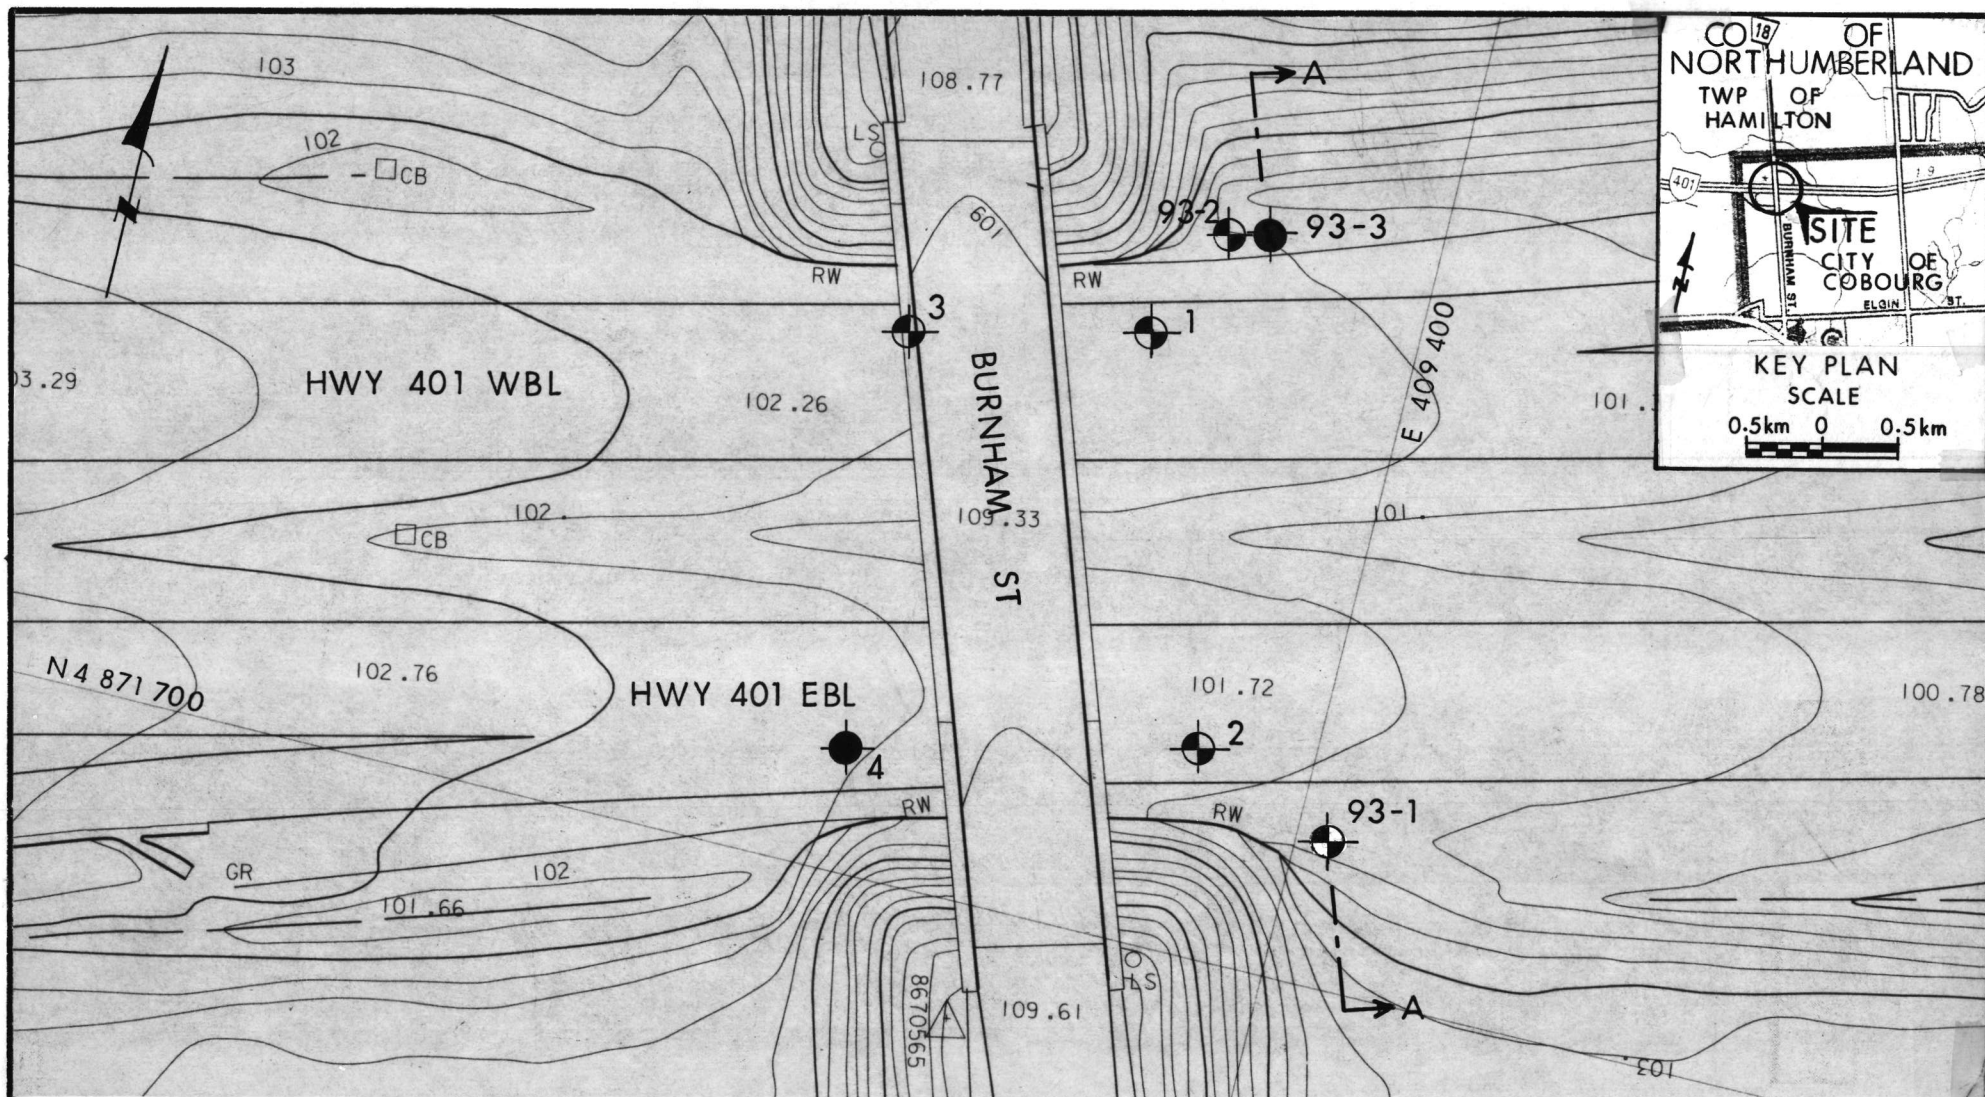 103
108.77
A
102
CB
LS
N
93-2
93-3
109
RW
RW
3
1
HWY 401 WBL
102.26
BURNHAM ST
E 409 400
102.
CB
109.33
101.
N 4 871 700
102.76
HWY 401 EBL
101.72
100.78
4
2
RW
RW
93-1
GR
102
101.66
LS
8670565
109.61
A
103
CO OF
18
NORTHUMBERLAND
TWP OF
HAMILTON
401
SITE
CITY OF
COBOURG
BURNHAM ST.
ELGIN ST.
N
KEY PLAN
SCALE
0.5km 0 0.5km